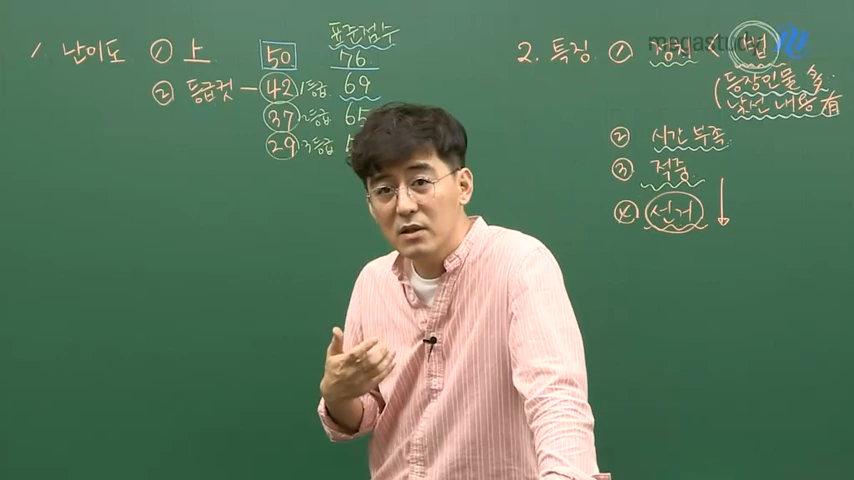 표준점수
1. 난이도 ① 上 50 76
② 등급컷 - 42 1등급 69
37 2등급 65
29 3등급
2. 특징 ① 정치 < 법
(등장인물 多
낯선 내용 有
② 시간 부족
③ 적중
④ 선거 ↓
megastudy